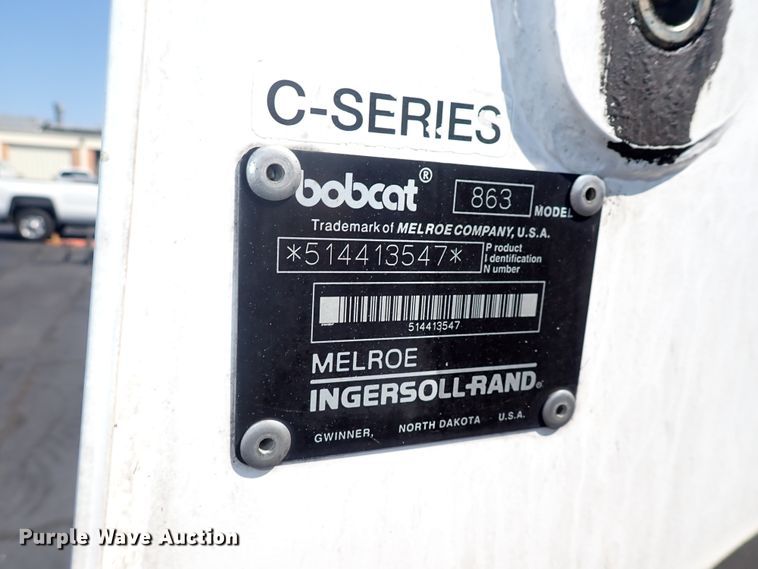 C-SERIES
bobcat® 863 MODEL
Trademark of MELROE COMPANY, U.S.A.
*514413547* Product Identification Number
514413547
MELROE
INGERSOLL-RAND®
GWINNER, NORTH DAKOTA U.S.A.
Purple Wave Auction